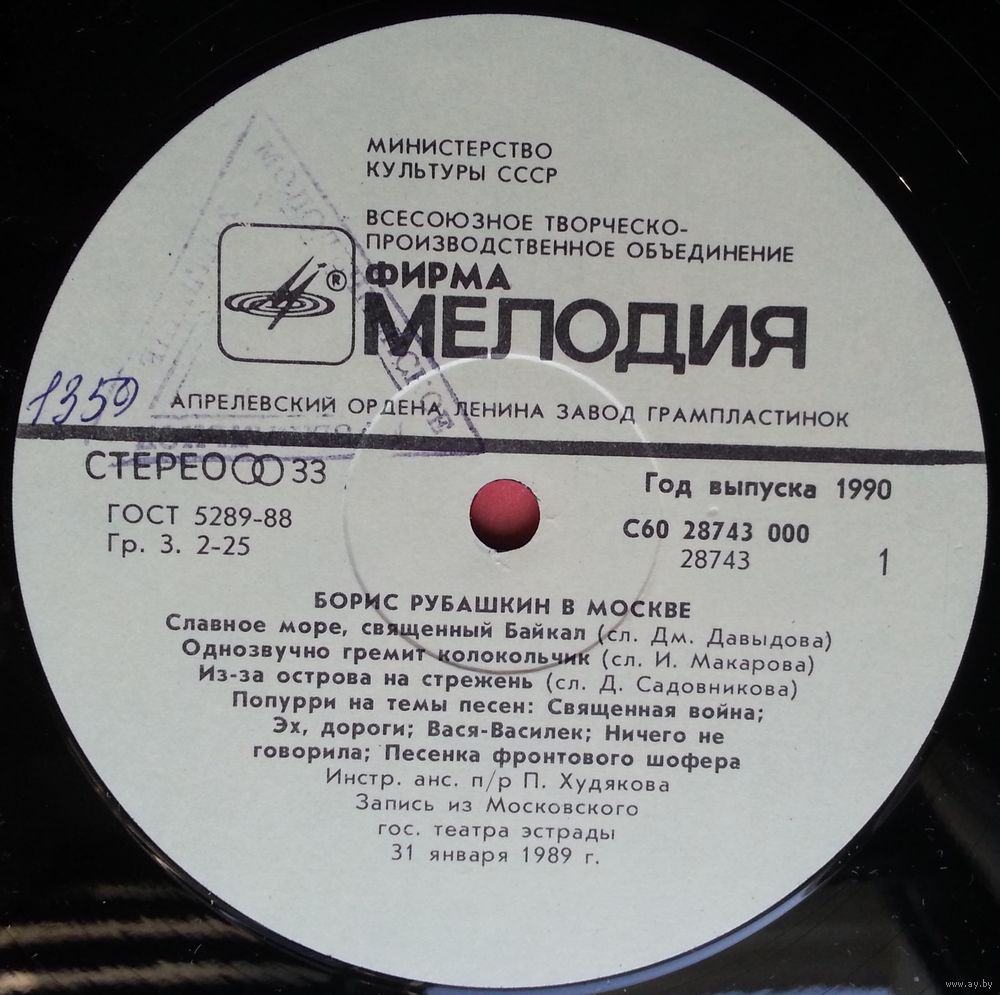 МИНИСТЕРСТВО
КУЛЬТУРЫ СССР
ВСЕСОЮЗНОЕ ТВОРЧЕСКО-
ПРОИЗВОДСТВЕННОЕ ОБЪЕДИНЕНИЕ
®
ФИРМА
МЕЛОДИЯ
1359
АПРЕЛЕВСКИЙ ОРДЕНА ЛЕНИНА ЗАВОД ГРАМПЛАСТИНОК
СТЕРЕО 33
Год выпуска 1990
ГОСТ 5289-88
С60 28743 000
Гр. 3. 2-25
28743
1
БОРИС РУБАШКИН В МОСКВЕ
Славное море, священный Байкал (сл. Дм. Давыдова)
Однозвучно гремит колокольчик (сл. И. Макарова)
Из-за острова на стрежень (сл. Д. Садовникова)
Попурри на темы песен: Священная война;
Эх, дороги; Вася-Василек; Ничего не
говорила; Песенка фронтового шофера
Инстр. анс. п/р П. Худякова
Запись из Московского
гос. театра эстрады
31 января 1989 г.
www.ay.by